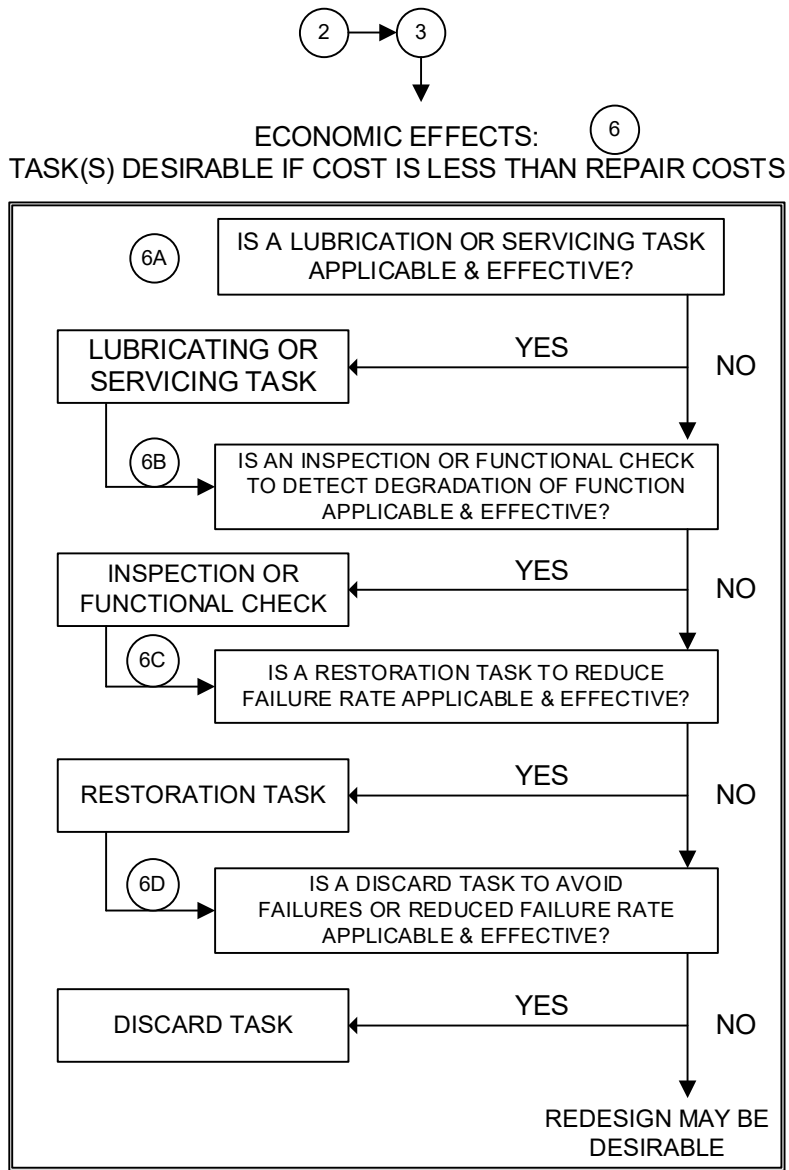 2
3
ECONOMIC EFFECTS:
6
TASK(S) DESIRABLE IF COST IS LESS THAN REPAIR COSTS
6A
IS A LUBRICATION OR SERVICING TASK
APPLICABLE & EFFECTIVE?
LUBRICATING OR
SERVICING TASK
YES
NO
6B
IS AN INSPECTION OR FUNCTIONAL CHECK
TO DETECT DEGRADATION OF FUNCTION
APPLICABLE & EFFECTIVE?
INSPECTION OR
FUNCTIONAL CHECK
YES
NO
6C
IS A RESTORATION TASK TO REDUCE
FAILURE RATE APPLICABLE & EFFECTIVE?
RESTORATION TASK
YES
NO
6D
IS A DISCARD TASK TO AVOID
FAILURES OR REDUCED FAILURE RATE
APPLICABLE & EFFECTIVE?
DISCARD TASK
YES
NO
REDESIGN MAY BE
DESIRABLE